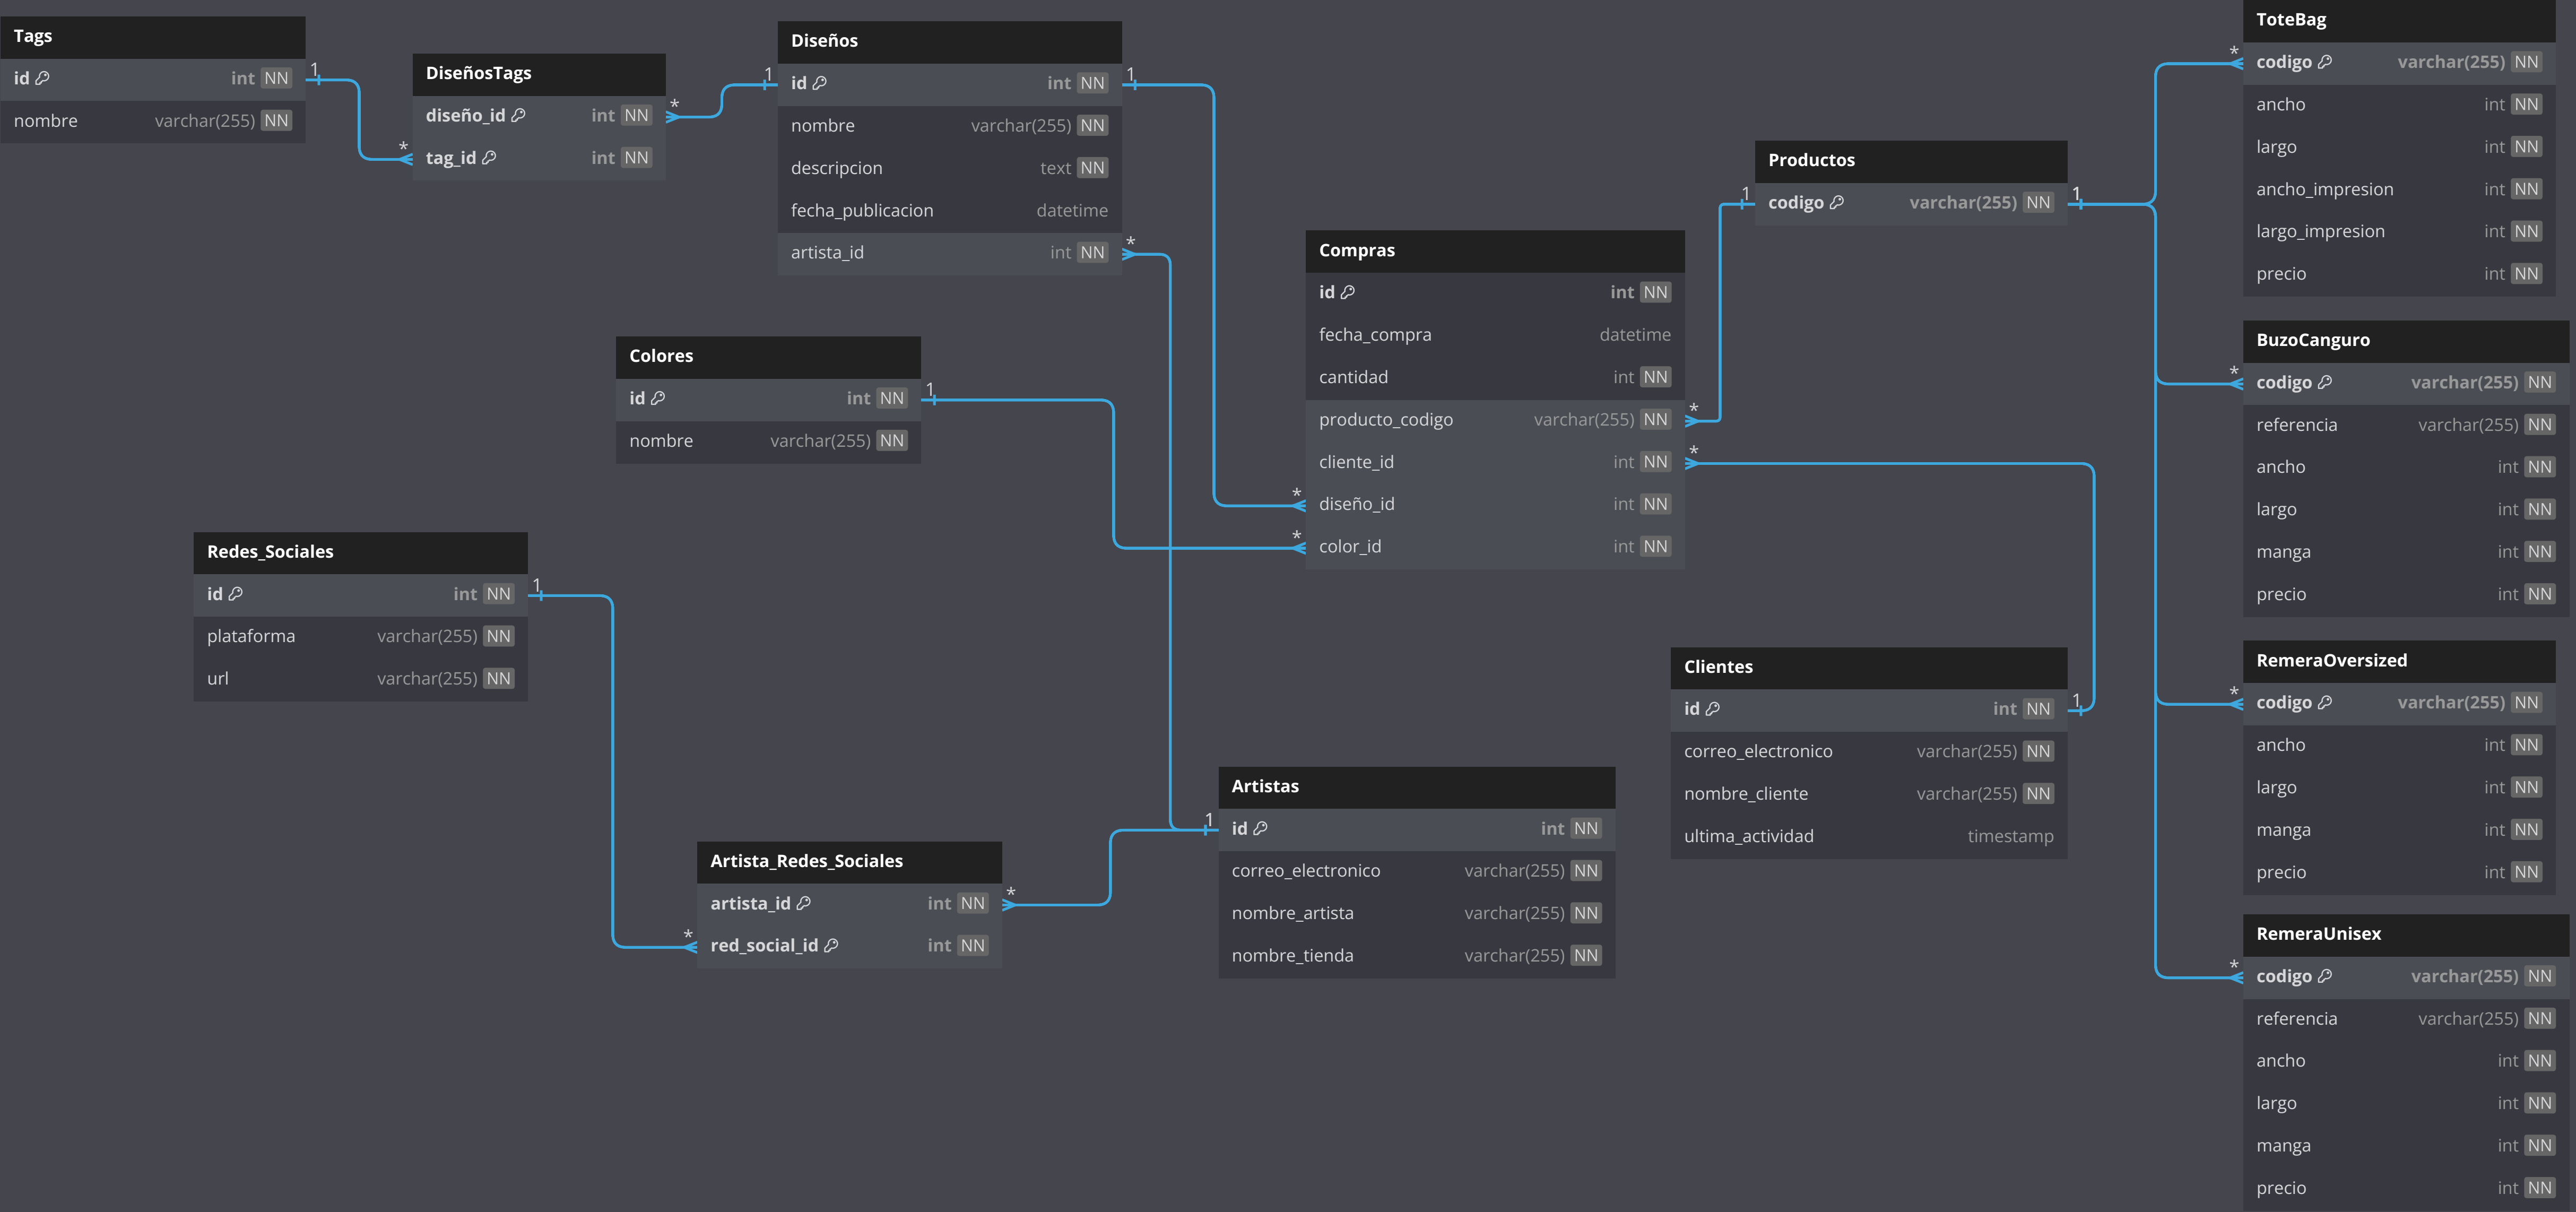 Tags
id int NN
nombre varchar(255) NN
DiseñosTags
diseño_id int NN
tag_id int NN
Diseños
id int NN
nombre varchar(255) NN
descripcion text NN
fecha_publicacion datetime
artista_id int NN
Colores
id int NN
nombre varchar(255) NN
Redes_Sociales
id int NN
plataforma varchar(255) NN
url varchar(255) NN
Artista_Redes_Sociales
artista_id int NN
red_social_id int NN
Artistas
id int NN
correo_electronico varchar(255) NN
nombre_artista varchar(255) NN
nombre_tienda varchar(255) NN
Compras
id int NN
fecha_compra datetime
cantidad int NN
producto_codigo varchar(255) NN
cliente_id int NN
diseño_id int NN
color_id int NN
Productos
codigo varchar(255) NN
Clientes
id int NN
correo_electronico varchar(255) NN
nombre_cliente varchar(255) NN
ultima_actividad timestamp
ToteBag
codigo varchar(255) NN
ancho int NN
largo int NN
ancho_impresion int NN
largo_impresion int NN
precio int NN
BuzoCanguro
codigo varchar(255) NN
referencia varchar(255) NN
ancho int NN
largo int NN
manga int NN
precio int NN
RemeraOversized
codigo varchar(255) NN
ancho int NN
largo int NN
manga int NN
precio int NN
RemeraUnisex
codigo varchar(255) NN
referencia varchar(255) NN
ancho int NN
largo int NN
manga int NN
precio int NN
1
*
*
1
1
*
1
*
*
1
*
1
*
1
*
*
1
1
1
*
*
*
*